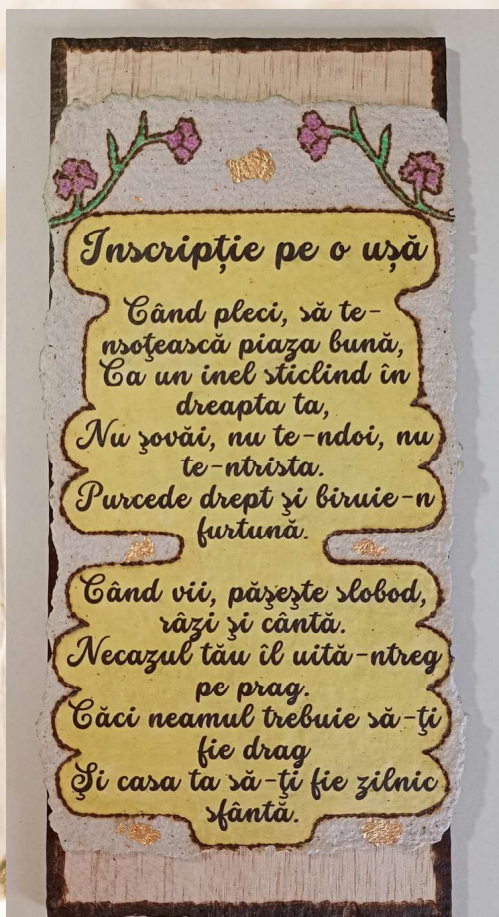 Inscripție pe o ușă
Când pleci, să te-
nsoţească piaza bună,
Ca un inel sticlind în
dreapta ta,
Nu şovăi, nu te-ndoi, nu
te-ntrista.
Purcede drept şi biruie-n
furtună.
Când vii, păşeşte slobod,
râzi şi cântă.
Necazul tău îl uită-ntreg
pe prag.
Căci neamul trebuie să-ţi
fie drag
Şi casa ta să-ţi fie zilnic
sfântă.